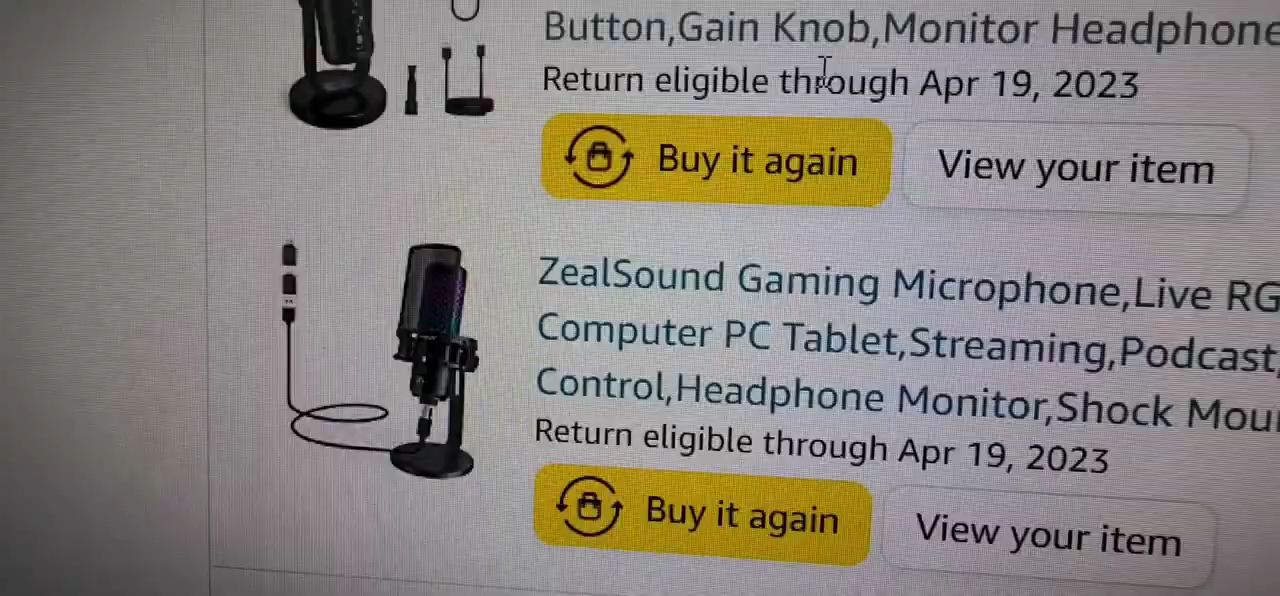 Button,Gain Knob,Monitor Headphone
Return eligible through Apr 19, 2023
Buy it again
View your item
ZealSound Gaming Microphone,Live RG
Computer PC Tablet,Streaming,Podcast,
Control,Headphone Monitor,Shock Mou
Return eligible through Apr 19, 2023
Buy it again
View your item